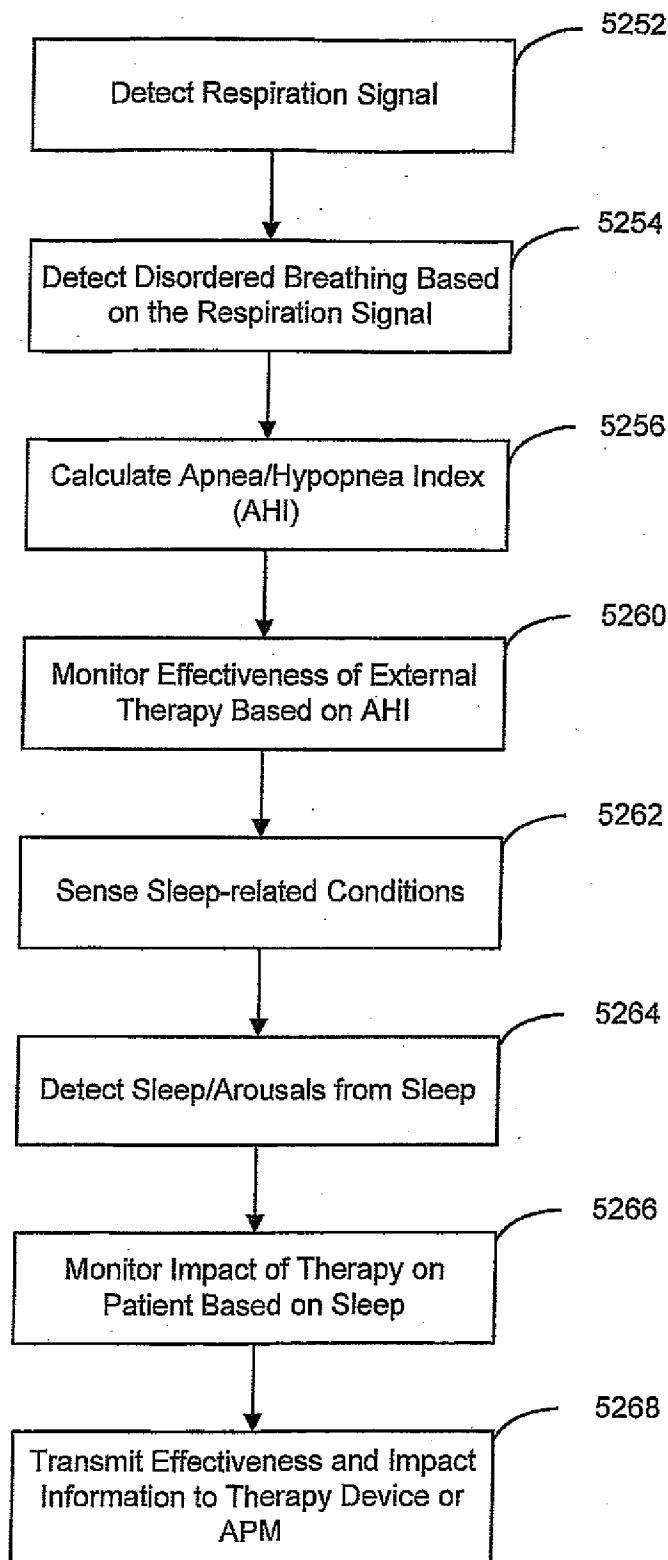 5252
Detect Respiration Signal
5254
Detect Disordered Breathing Based
on the Respiration Signal
5256
Calculate Apnea/Hypopnea Index
(AHI)
5260
Monitor Effectiveness of External
Therapy Based on AHI
5262
Sense Sleep-related Conditions
5264
Detect Sleep/Arousals from Sleep
5266
Monitor Impact of Therapy on
Patient Based on Sleep
5268
Transmit Effectiveness and Impact
Information to Therapy Device or
APM